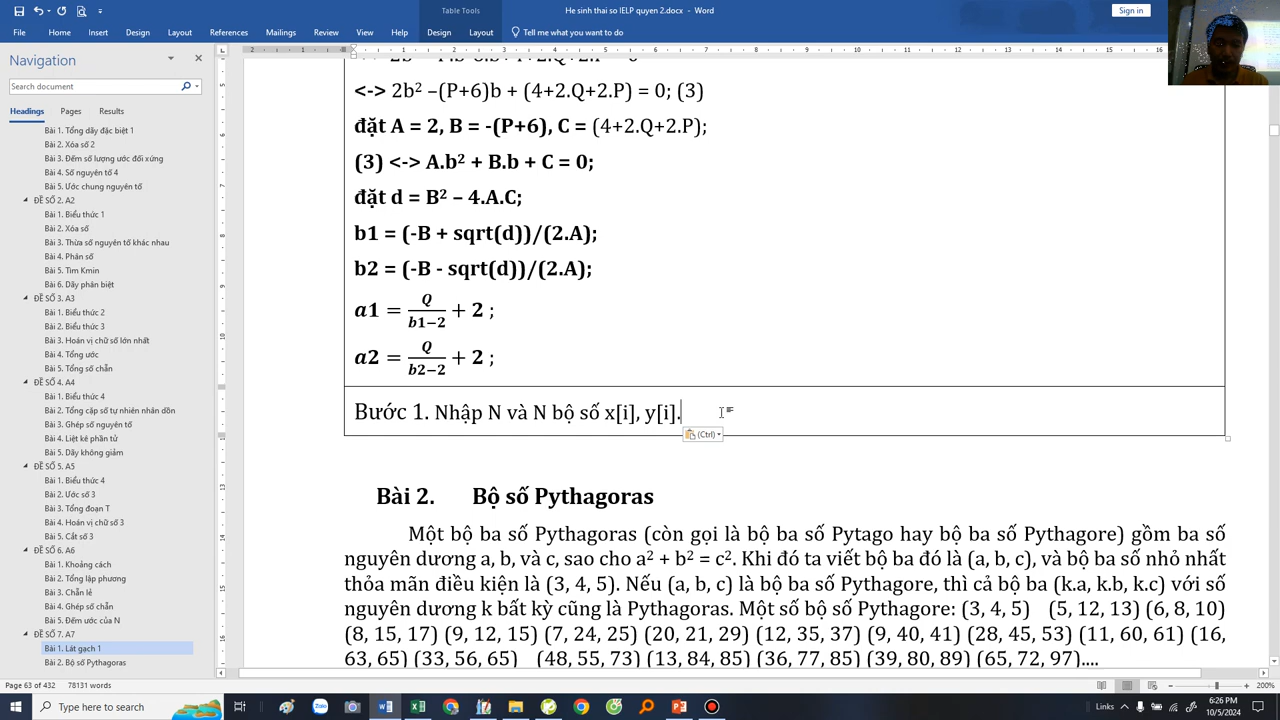 Table Tools
He sinh thai so IELP quyen 2.docx - Word
Sign in
File Home Insert Design Layout References Mailings Review View Help Design Layout Tell me what you want to do
Navigation
Search document
Headings Pages Results
Bài 1. Tổng dãy đặc biệt 1
Bài 2. Xóa số 2
Bài 3. Đếm số lượng ước đối xứng
Bài 4. Số nguyên tố 4
Bài 5. Ước chung nguyên tố
ĐỀ SỐ 2. A2
Bài 1. Biểu thức 1
Bài 2. Xóa số
Bài 3. Thừa số nguyên tố khác nhau
Bài 4. Phân số
Bài 5. Tìm Kmin
Bài 6. Dãy phân biệt
ĐỀ SỐ 3. A3
Bài 1. Biểu thức 2
Bài 2. Biểu thức 3
Bài 3. Hoán vị chữ số lớn nhất
Bài 4. Tổng ước
Bài 5. Tổng số chẵn
ĐỀ SỐ 4. A4
Bài 1. Biểu thức 3
Bài 2. Tổng cặp số tự nhiên nhân dồn
Bài 3. Ghép số nguyên tố
Bài 4. Liệt kê phần tử
Bài 5. Dãy không giảm
ĐỀ SỐ 5. A5
Bài 1. Biểu thức 4
Bài 2. Ước số 3
Bài 3. Tổng đoạn T
Bài 4. Hoán vị chữ số 3
Bài 5. Cắt số 3
ĐỀ SỐ 6. A6
Bài 1. Khoảng cách
Bài 2. Tổng lập phương
Bài 3. Chẵn lẻ
Bài 4. Ghép số chẵn
Bài 5. Đếm ước của N
ĐỀ SỐ 7. A7
Bài 1. Lát gạch 1
Bài 2. Bộ số Pythagoras
<-> 2b² –(P+6)b + (4+2.Q+2.P) = 0; (3)
đặt A = 2, B = -(P+6), C = (4+2.Q+2.P);
(3) <-> A.b² + B.b + C = 0;
đặt d = B² – 4.A.C;
b1 = (-B + sqrt(d))/(2.A);
b2 = (-B - sqrt(d))/(2.A);
a1 = Q/(b1−2) + 2 ;
a2 = Q/(b2−2) + 2 ;
Bước 1. Nhập N và N bộ số x[i], y[i].
(Ctrl)
Bài 2. Bộ số Pythagoras
Một bộ ba số Pythagoras (còn gọi là bộ ba số Pytago hay bộ ba số Pythagore) gồm ba số
nguyên dương a, b, và c, sao cho a² + b² = c². Khi đó ta viết bộ ba đó là (a, b, c), và bộ ba số nhỏ nhất
thỏa mãn điều kiện là (3, 4, 5). Nếu (a, b, c) là bộ ba số Pythagore, thì cả bộ ba (k.a, k.b, k.c) với số
nguyên dương k bất kỳ cũng là Pythagoras. Một số bộ số Pythagore: (3, 4, 5) (5, 12, 13) (6, 8, 10)
(8, 15, 17) (9, 12, 15) (7, 24, 25) (20, 21, 29) (12, 35, 37) (9, 40, 41) (28, 45, 53) (11, 60, 61) (16,
63, 65) (33, 56, 65) (48, 55, 73) (13, 84, 85) (36, 77, 85) (39, 80, 89) (65, 72, 97)....
Page 63 of 432 78131 words
200%
Type here to search
Zalo
6:26 PM
10/5/2024